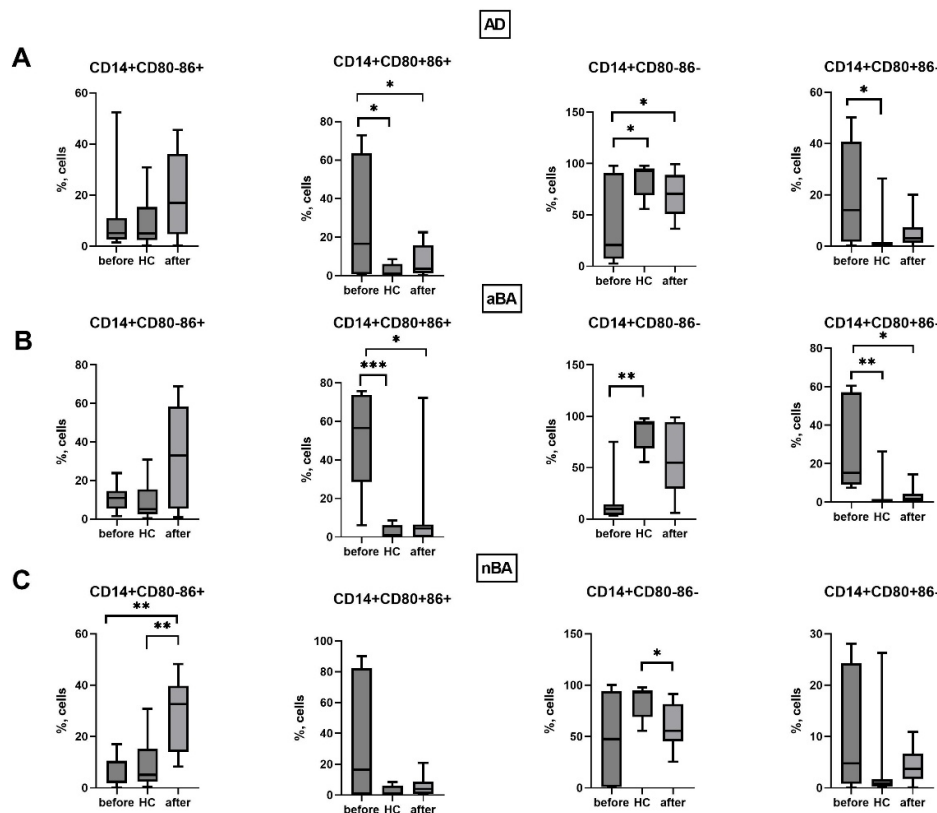 AD
A
CD14+CD80-86+
%, cells
60
40
20
0
before HC after
CD14+CD80+86+
%, cells
80
60
40
20
0
* *
before HC after
CD14+CD80-86-
%, cells
150
100
50
0
* *
before HC after
CD14+CD80+86-
%, cells
60
40
20
0
*
before HC after
aBA
B
CD14+CD80-86+
%, cells
80
60
40
20
0
before HC after
CD14+CD80+86+
%, cells
80
60
40
20
0
*
***
before HC after
CD14+CD80-86-
%, cells
150
100
50
0
**
before HC after
CD14+CD80+86-
%, cells
80
60
40
20
0
*
**
before HC after
nBA
C
CD14+CD80-86+
%, cells
60
40
20
0
**
**
before HC after
CD14+CD80+86+
%, cells
100
80
60
40
20
0
before HC after
CD14+CD80-86-
%, cells
150
100
50
0
*
before HC after
CD14+CD80+86-
%, cells
30
20
10
0
before HC after